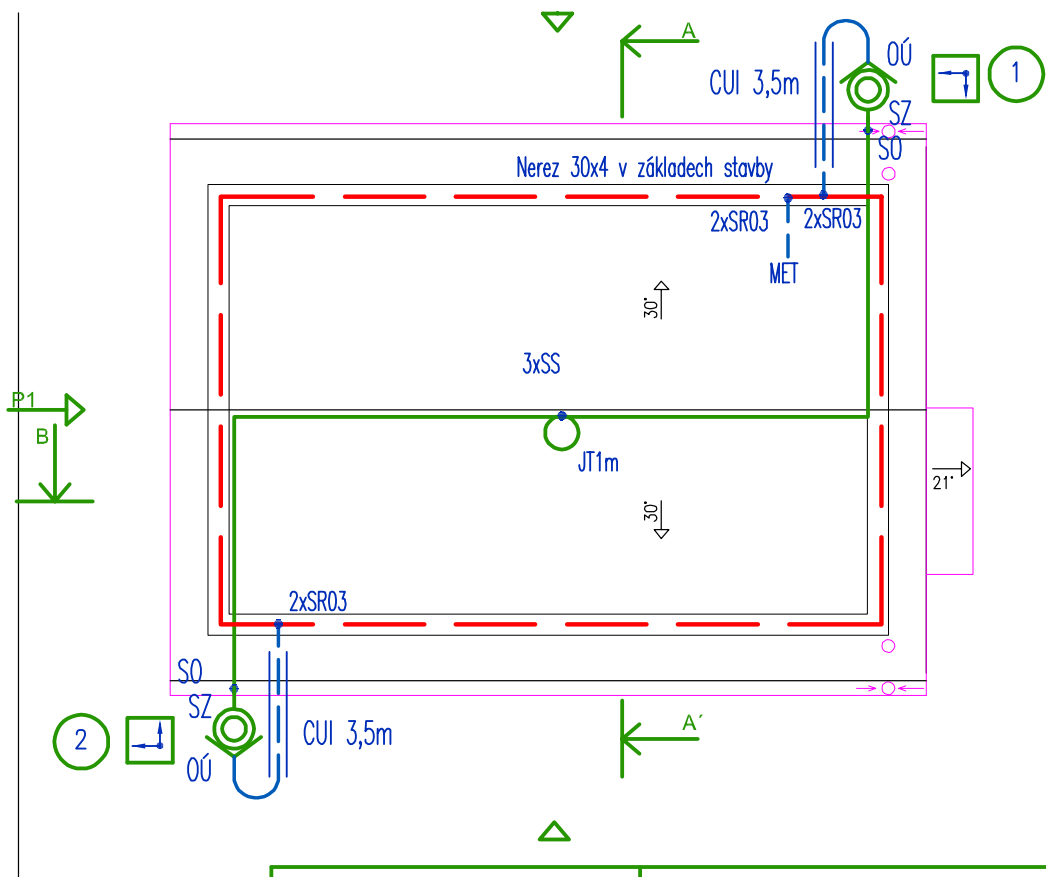 A
OÚ
1
CUI 3,5m
SZ
SO
Nerez 30x4 v základech stavby
2xSR03
2xSR03
MET
30°
3xSS
P1
B
JT1m
21°
30°
2xSR03
SO
SZ
2
CUI 3,5m
A´
OÚ